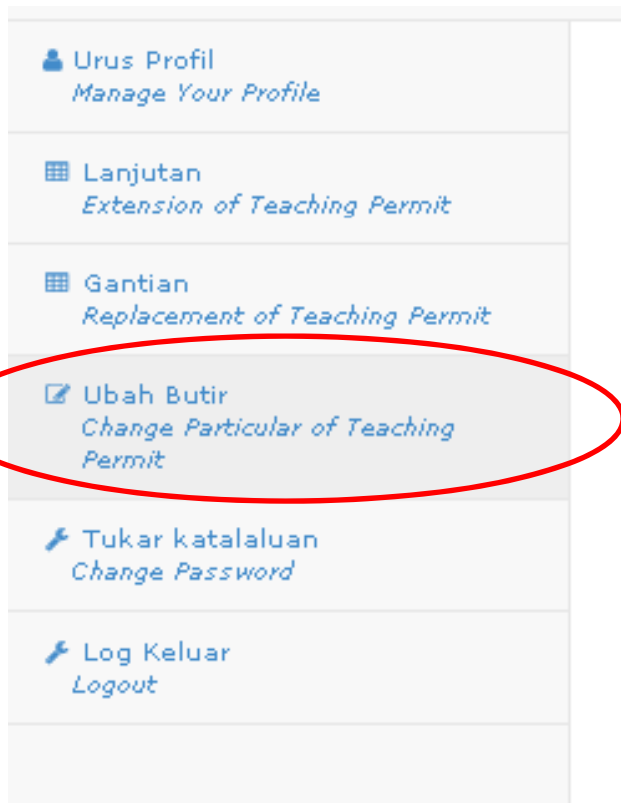 Urus Profil
Manage Your Profile
Lanjutan
Extension of Teaching Permit
Gantian
Replacement of Teaching Permit
Ubah Butir
Change Particular of Teaching
Permit
Tukar katalaluan
Change Password
Log Keluar
Logout